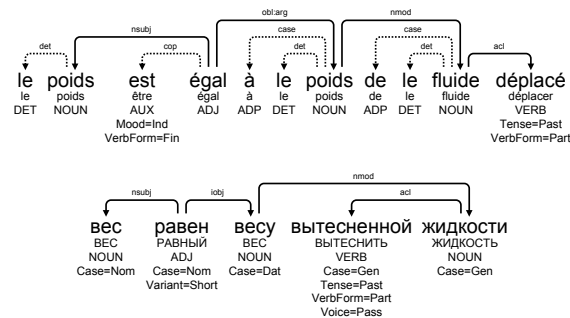 nsubj obl:arg nmod
det cop case det case det acl
le poids est égal à le poids de le fluide déplacé
le poids être égal à le poids de le fluide déplacer
DET NOUN AUX ADJ ADP DET NOUN ADP DET NOUN VERB
Mood=Ind Tense=Past
VerbForm=Fin VerbForm=Part
nmod
nsubj iobj acl
вес равен весу вытесненной жидкости
ВЕС РАВНЫЙ ВЕС ВЫТЕСНИТЬ ЖИДКОСТЬ
NOUN ADJ NOUN VERB NOUN
Case=Nom Case=Nom Case=Dat Case=Gen Case=Gen
Variant=Short Tense=Past
VerbForm=Part
Voice=Pass